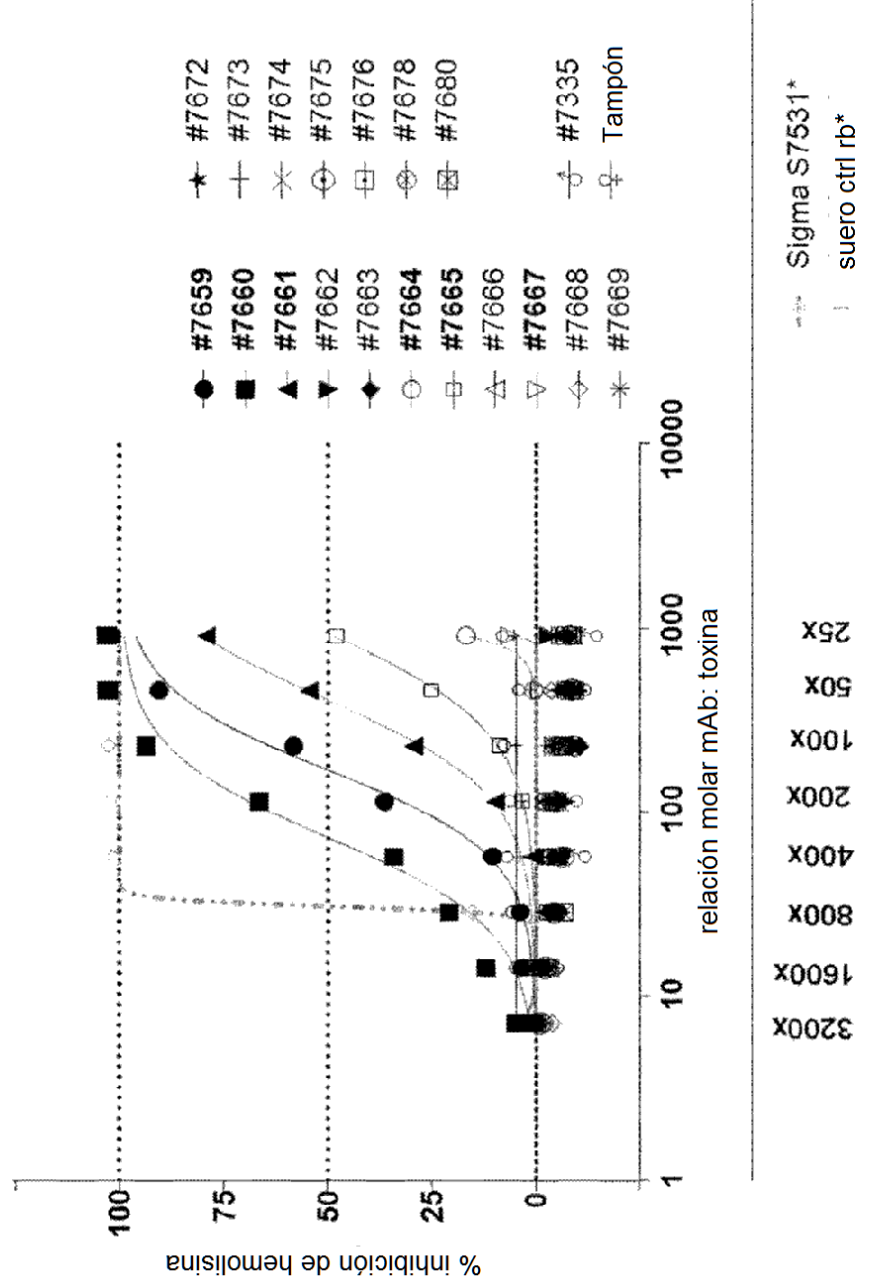 % inhibición de hemolisina
100
75
50
25
0
1
10
100
1000
10000
relación molar mAb: toxina
3200x
1600x
800x
400x
200x
100x
50x
25x
#7659
#7660
#7661
#7662
#7663
#7664
#7665
#7666
#7667
#7668
#7669
#7672
#7673
#7674
#7675
#7676
#7678
#7680
#7335
Tampón
Sigma S7531*
suero ctrl rb*